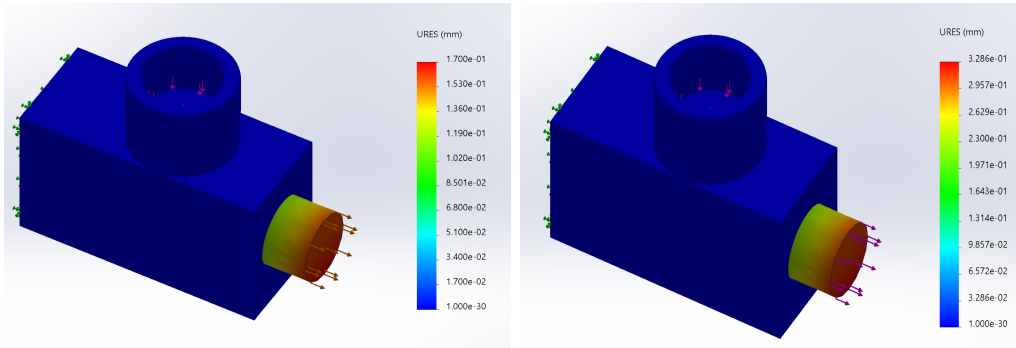 URES (mm)
1.700e-01
1.530e-01
1.360e-01
1.190e-01
1.020e-01
8.501e-02
6.800e-02
5.100e-02
3.400e-02
1.700e-02
1.000e-30
URES (mm)
3.286e-01
2.957e-01
2.629e-01
2.300e-01
1.971e-01
1.643e-01
1.314e-01
9.857e-02
6.572e-02
3.286e-02
1.000e-30